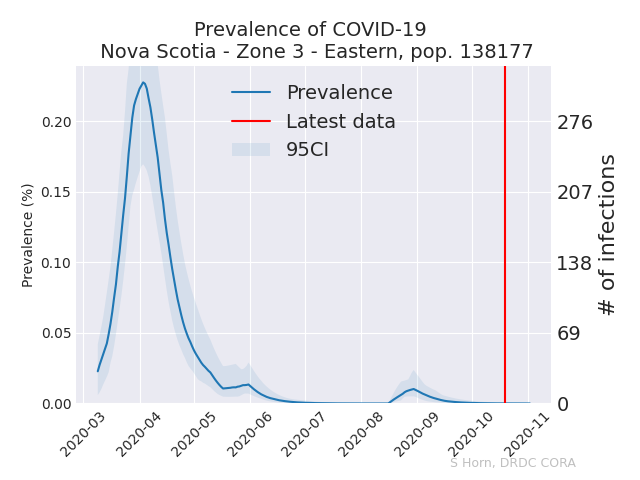 Prevalence of COVID-19
Nova Scotia - Zone 3 - Eastern, pop. 138177
Prevalence
Latest data
95CI
Prevalence (%)
0.20
0.15
0.10
0.05
0.00
276
207
138
69
0
# of infections
2020-03
2020-04
2020-05
2020-06
2020-07
2020-08
2020-09
2020-10
2020-11
S Horn, DRDC CORA